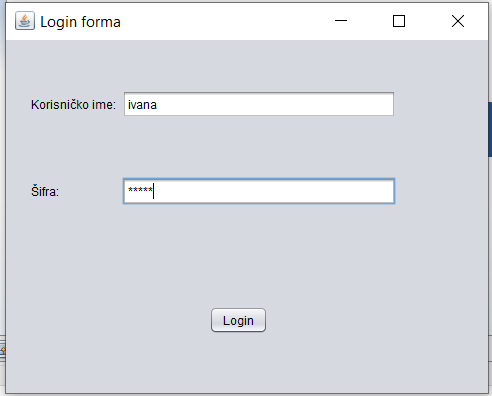 Login forma
Korisničko ime: ivana
Šifra: *****
Login